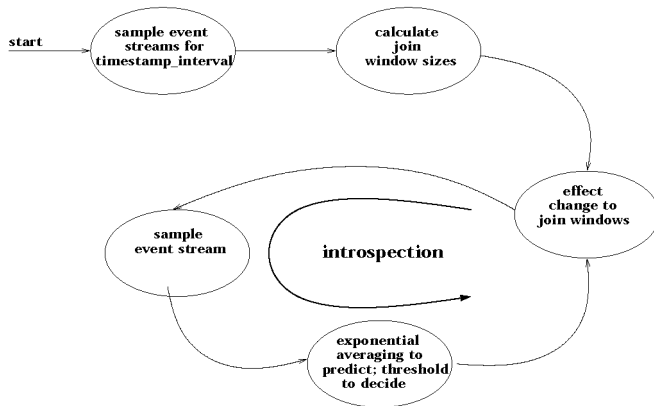 start
sample event
streams for
timestamp_interval
calculate
join
window sizes
effect
change to
join windows
sample
event stream
introspection
exponential
averaging to
predict; threshold
to decide